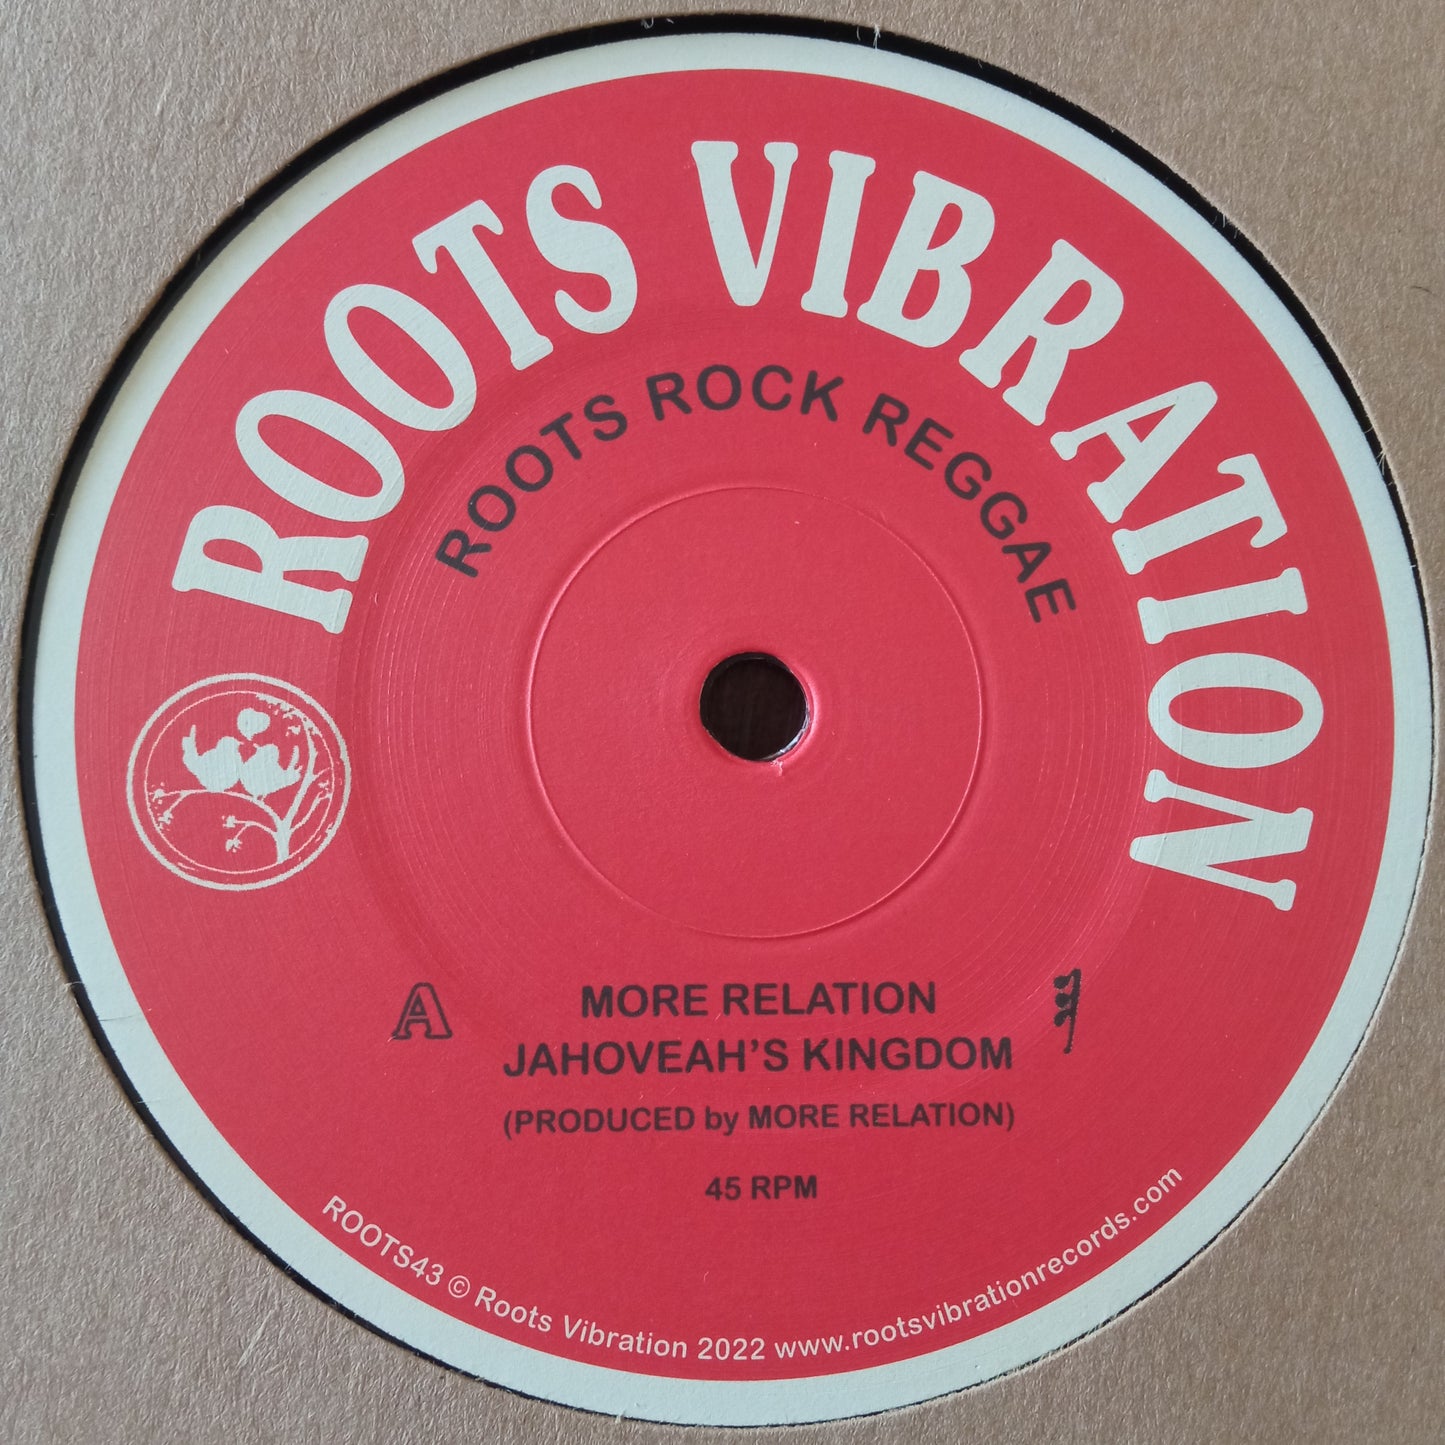 ROOTS VIBRATION
ROOTS ROCK REGGAE
A
MORE RELATION
JAHOVEAH'S KINGDOM
(PRODUCED by MORE RELATION)
45 RPM
ROOTS43 © Roots Vibration 2022 www.rootsvibrationrecords.com